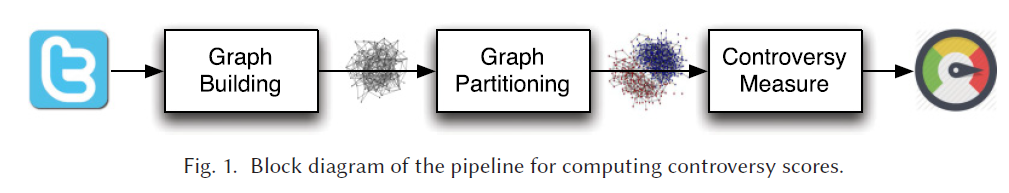 Graph
Building
Graph
Partitioning
Controversy
Measure
Fig. 1. Block diagram of the pipeline for computing controversy scores.